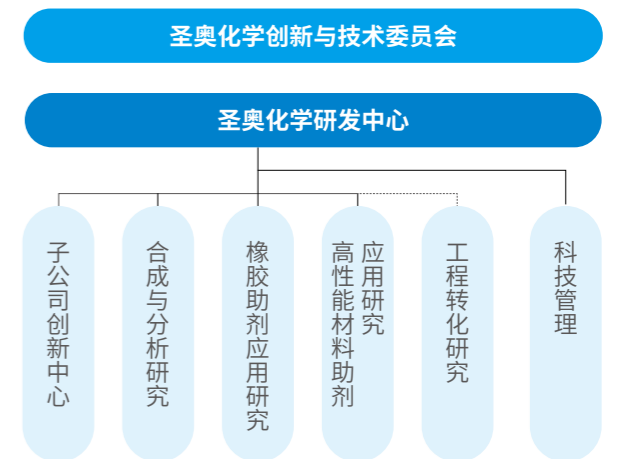 圣奥化学创新与技术委员会
圣奥化学研发中心
子公司创新中心
合成与分析研究
橡胶助剂应用研究
高性能材料助剂
应用研究
工程转化研究
科技管理